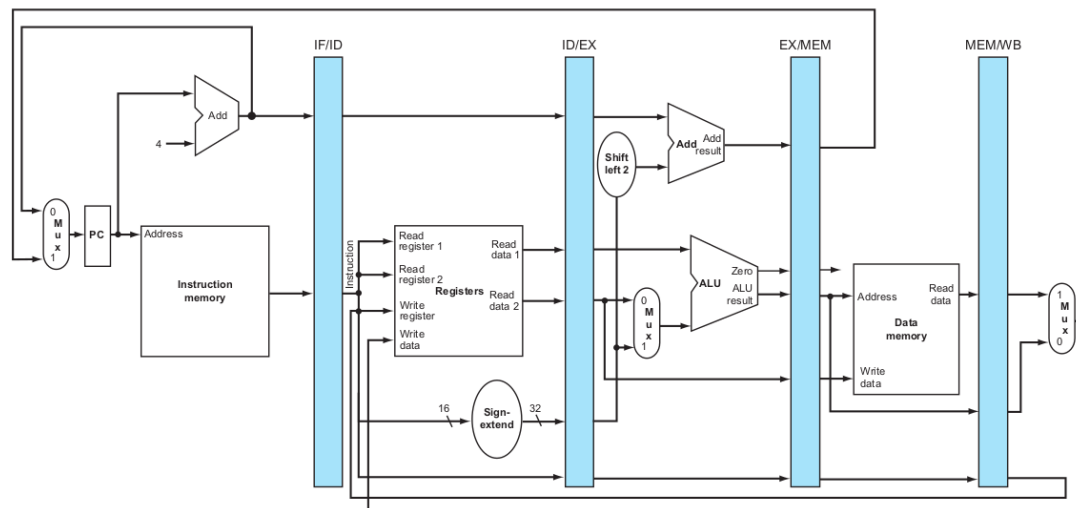 IF/ID
ID/EX
EX/MEM
MEM/WB
Add
4
Shift
left 2
Add
Add
result
0
M
u
x
1
PC
Address
Instruction
memory
Instruction
Read
register 1
Read
register 2
Write
register
Write
data
Registers
Read
data 1
Read
data 2
0
M
u
x
1
ALU
Zero
ALU
result
Address
Read
data
Data
memory
Write
data
1
M
u
x
0
16
Sign-
extend
32